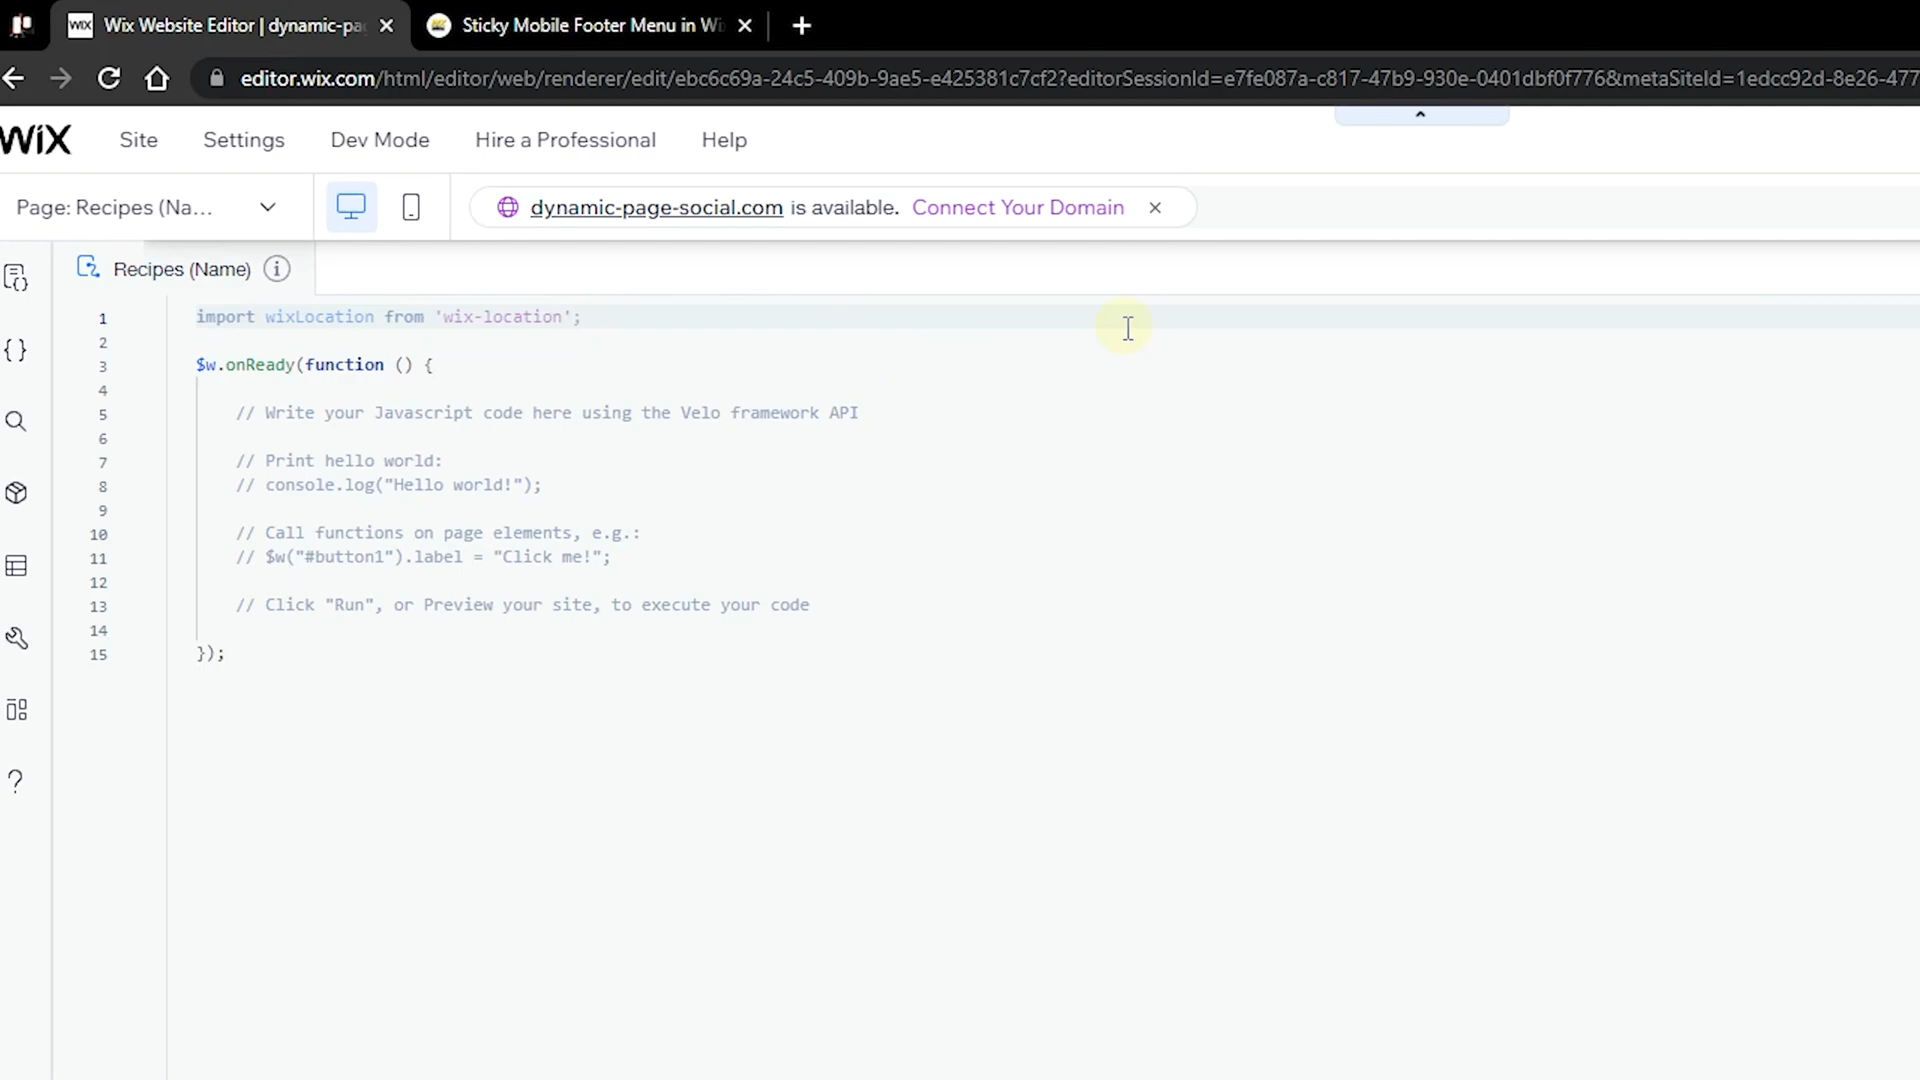 Wix Website Editor | dynamic-pa
Sticky Mobile Footer Menu in Wi
editor.wix.com/html/editor/web/renderer/edit/ebc6c69a-24c5-409b-9ae5-e425381c7cf2?editorSessionId=e7fe087a-c817-47b9-930e-0401dbf0f776&metaSiteId=1edcc92d-8e26-477
WiX Site Settings Dev Mode Hire a Professional Help
Page: Recipes (Na... dynamic-page-social.com is available. Connect Your Domain
Recipes (Name)
1 import wixLocation from 'wix-location';
2
3 $w.onReady(function () {
4
5 // Write your Javascript code here using the Velo framework API
6
7 // Print hello world:
8 // console.log("Hello world!");
9
10 // Call functions on page elements, e.g.:
11 // $w("#button1").label = "Click me!";
12
13 // Click "Run", or Preview your site, to execute your code
14
15 });